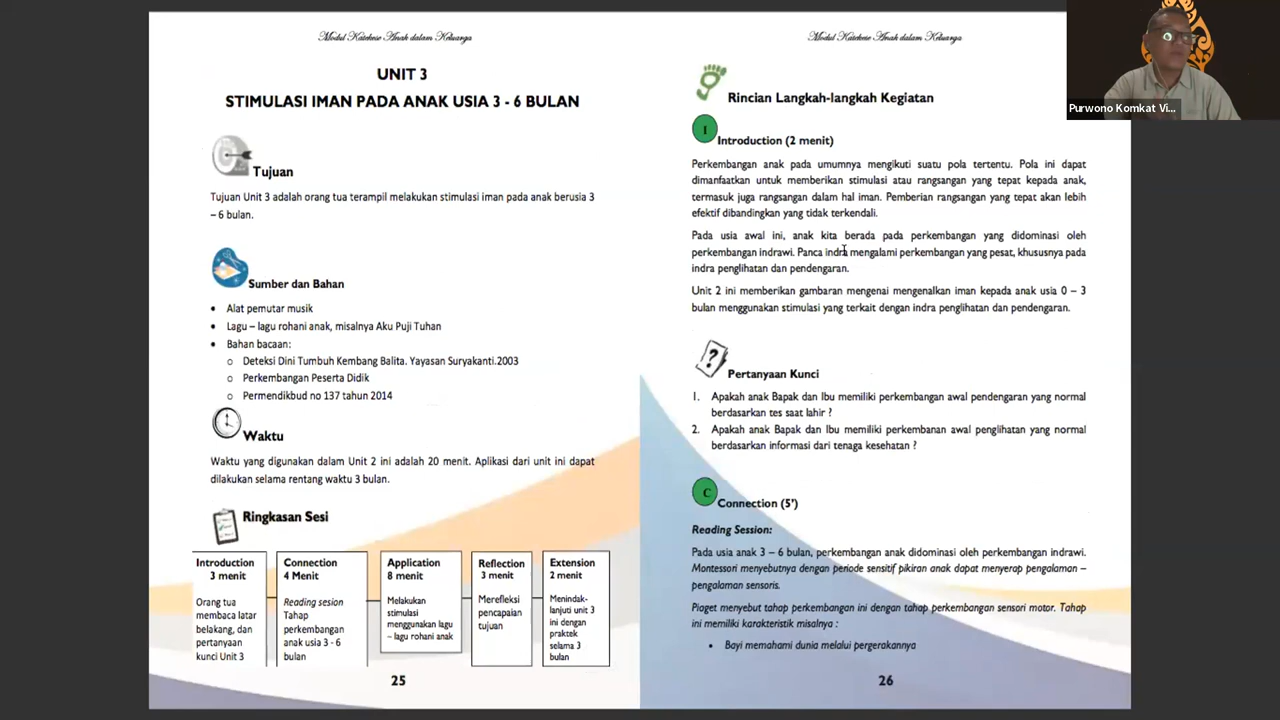 Modul Katekese Anak dalam Keluarga
UNIT 3
STIMULASI IMAN PADA ANAK USIA 3 - 6 BULAN
Tujuan
Tujuan Unit 3 adalah orang tua terampil melakukan stimulasi iman pada anak berusia 3
– 6 bulan.
Sumber dan Bahan
• Alat pemutar musik
• Lagu – lagu rohani anak, misalnya Aku Puji Tuhan
• Bahan bacaan:
o Deteksi Dini Tumbuh Kembang Balita. Yayasan Suryakanti.2003
o Perkembangan Peserta Didik
o Permendikbud no 137 tahun 2014
Waktu
Waktu yang digunakan dalam Unit 2 ini adalah 20 menit. Aplikasi dari unit ini dapat
dilakukan selama rentang waktu 3 bulan.
Ringkasan Sesi
Introduction
3 menit
Orang tua
membaca latar
belakang, dan
pertanyaan
kunci Unit 3
Connection
4 Menit
Reading sesion
Tahap
perkembangan
anak usia 3 - 6
bulan
Application
8 menit
Melakukan
stimulasi
menggunakan lagu
– lagu rohani anak
Reflection
3 menit
Merefleksi
pencapaian
tujuan
Extension
2 menit
Menindak-
lanjuti unit 3
ini dengan
praktek
selama 3
bulan
25
Modul Katekese Anak dalam Keluarga
Rincian Langkah-langkah Kegiatan
I
Introduction (2 menit)
Perkembangan anak pada umumnya mengikuti suatu pola tertentu. Pola ini dapat
dimanfaatkan untuk memberikan stimulasi atau rangsangan yang tepat kepada anak,
termasuk juga rangsangan dalam hal iman. Pemberian rangsangan yang tepat akan lebih
efektif dibandingkan yang tidak terkendali.
Pada usia awal ini, anak kita berada pada perkembangan yang didominasi oleh
perkembangan indrawi. Panca indra mengalami perkembangan yang pesat, khususnya pada
indra penglihatan dan pendengaran.
Unit 2 ini memberikan gambaran mengenai mengenalkan iman kepada anak usia 0 – 3
bulan menggunakan stimulasi yang terkait dengan indra penglihatan dan pendengaran.
?
Pertanyaan Kunci
1. Apakah anak Bapak dan Ibu memiliki perkembangan awal pendengaran yang normal
berdasarkan tes saat lahir ?
2. Apakah anak Bapak dan Ibu memiliki perkembanan awal penglihatan yang normal
berdasarkan informasi dari tenaga kesehatan ?
C
Connection (5')
Reading Session:
Pada usia anak 3 – 6 bulan, perkembangan anak didominasi oleh perkembangan indrawi.
Montessori menyebutnya dengan periode sensitif pikiran anak dapat menyerap pengalaman –
pengalaman sensoris.
Piaget menyebut tahap perkembangan ini dengan tahap perkembangan sensori motor. Tahap
ini memiliki karakteristik misalnya :
• Bayi memahami dunia melalui pergerakannya
26
Purwono Komkat Vi...